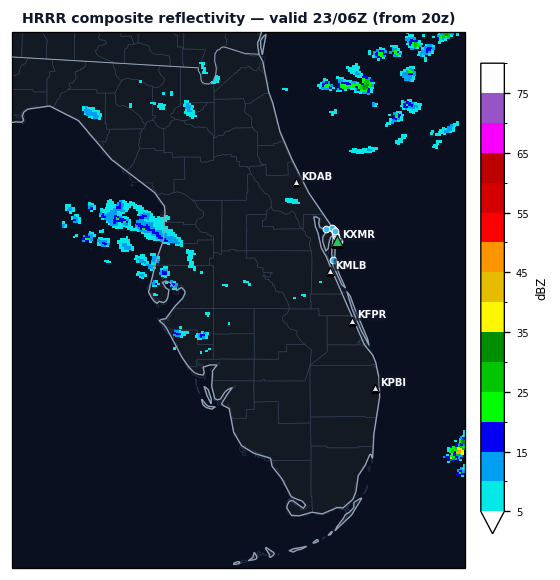 HRRR composite reflectivity — valid 23/06Z (from 20z)
KDAB
KXMR
KMLB
KFPR
KPBI
75
65
55
45
35
25
15
5
dBZ